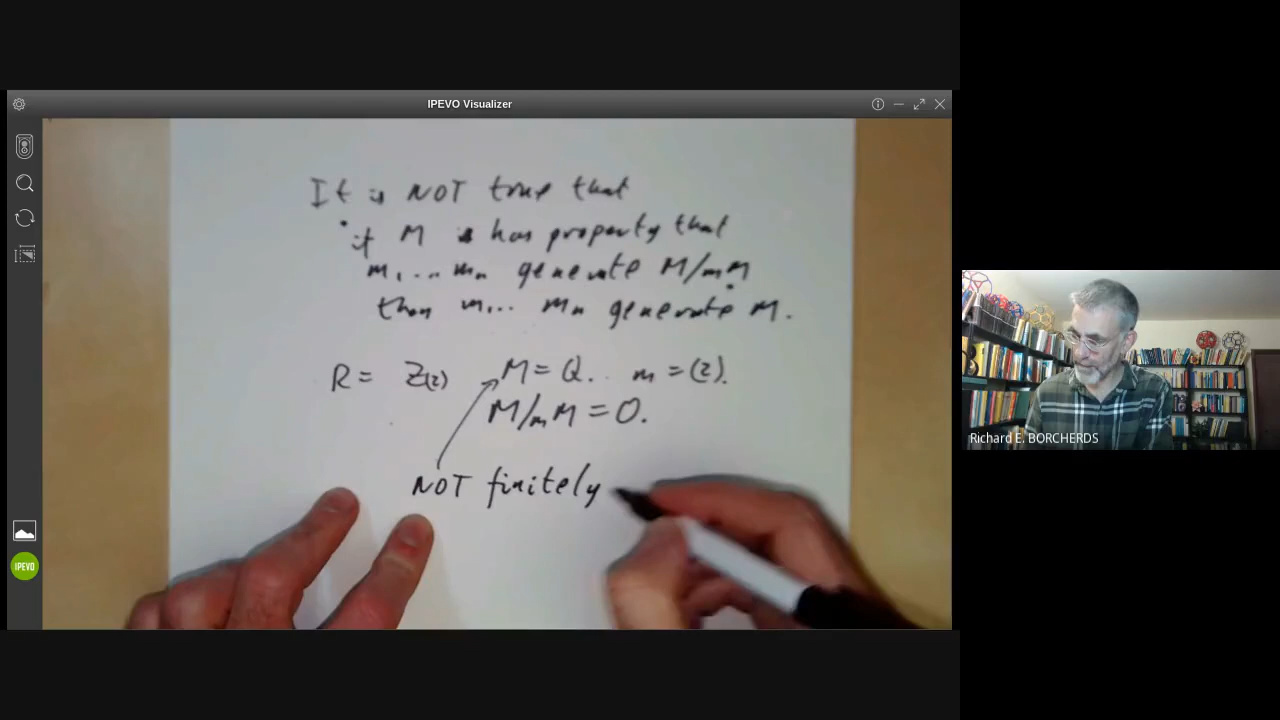 IPEVO Visualizer
It is NOT true that
if M has property that
m1...mn generate M/mM
then m1... mn generate M.
R = Z(2) M = Q. m = (2).
M/mM = 0.
NOT finitely
IPEVO
Richard E. BORCHERDS